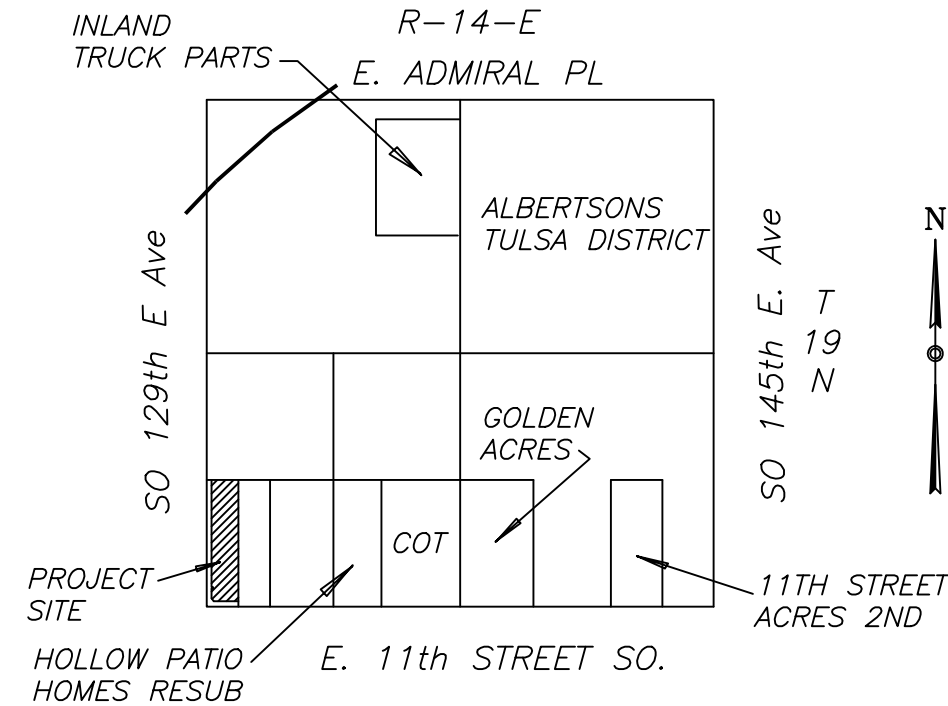 R-14-E
INLAND
TRUCK PARTS
E. ADMIRAL PL
ALBERTSONS
TULSA DISTRICT
SO 129th E Ave
SO 145th E. Ave
T
19
N
N
GOLDEN
ACRES
COT
PROJECT
SITE
11TH STREET
ACRES 2ND
HOLLOW PATIO
HOMES RESUB
E. 11th STREET SO.